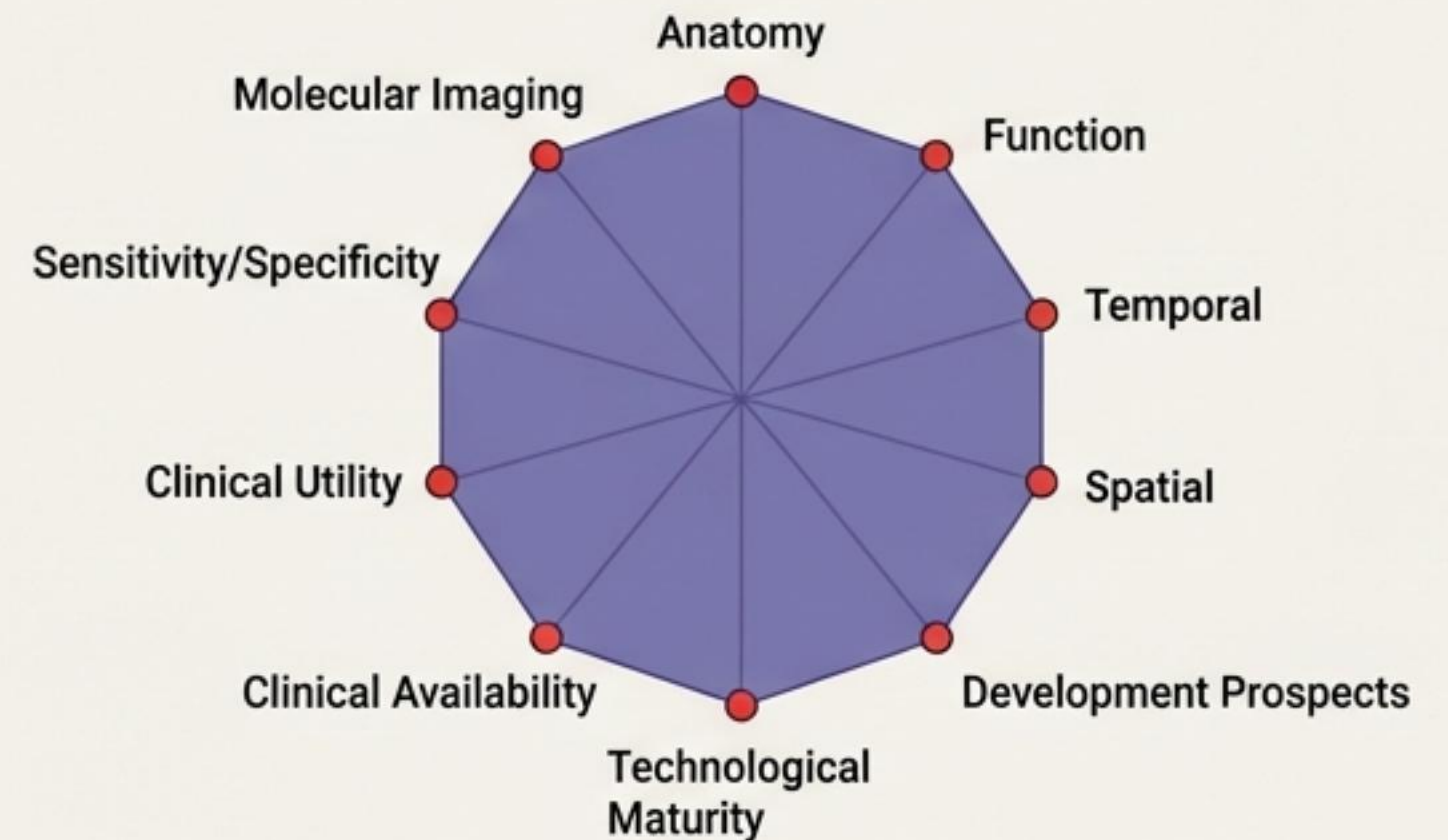 Anatomy
Molecular Imaging
Function
Sensitivity/Specificity
Temporal
Clinical Utility
Spatial
Clinical Availability
Development Prospects
Technological
Maturity